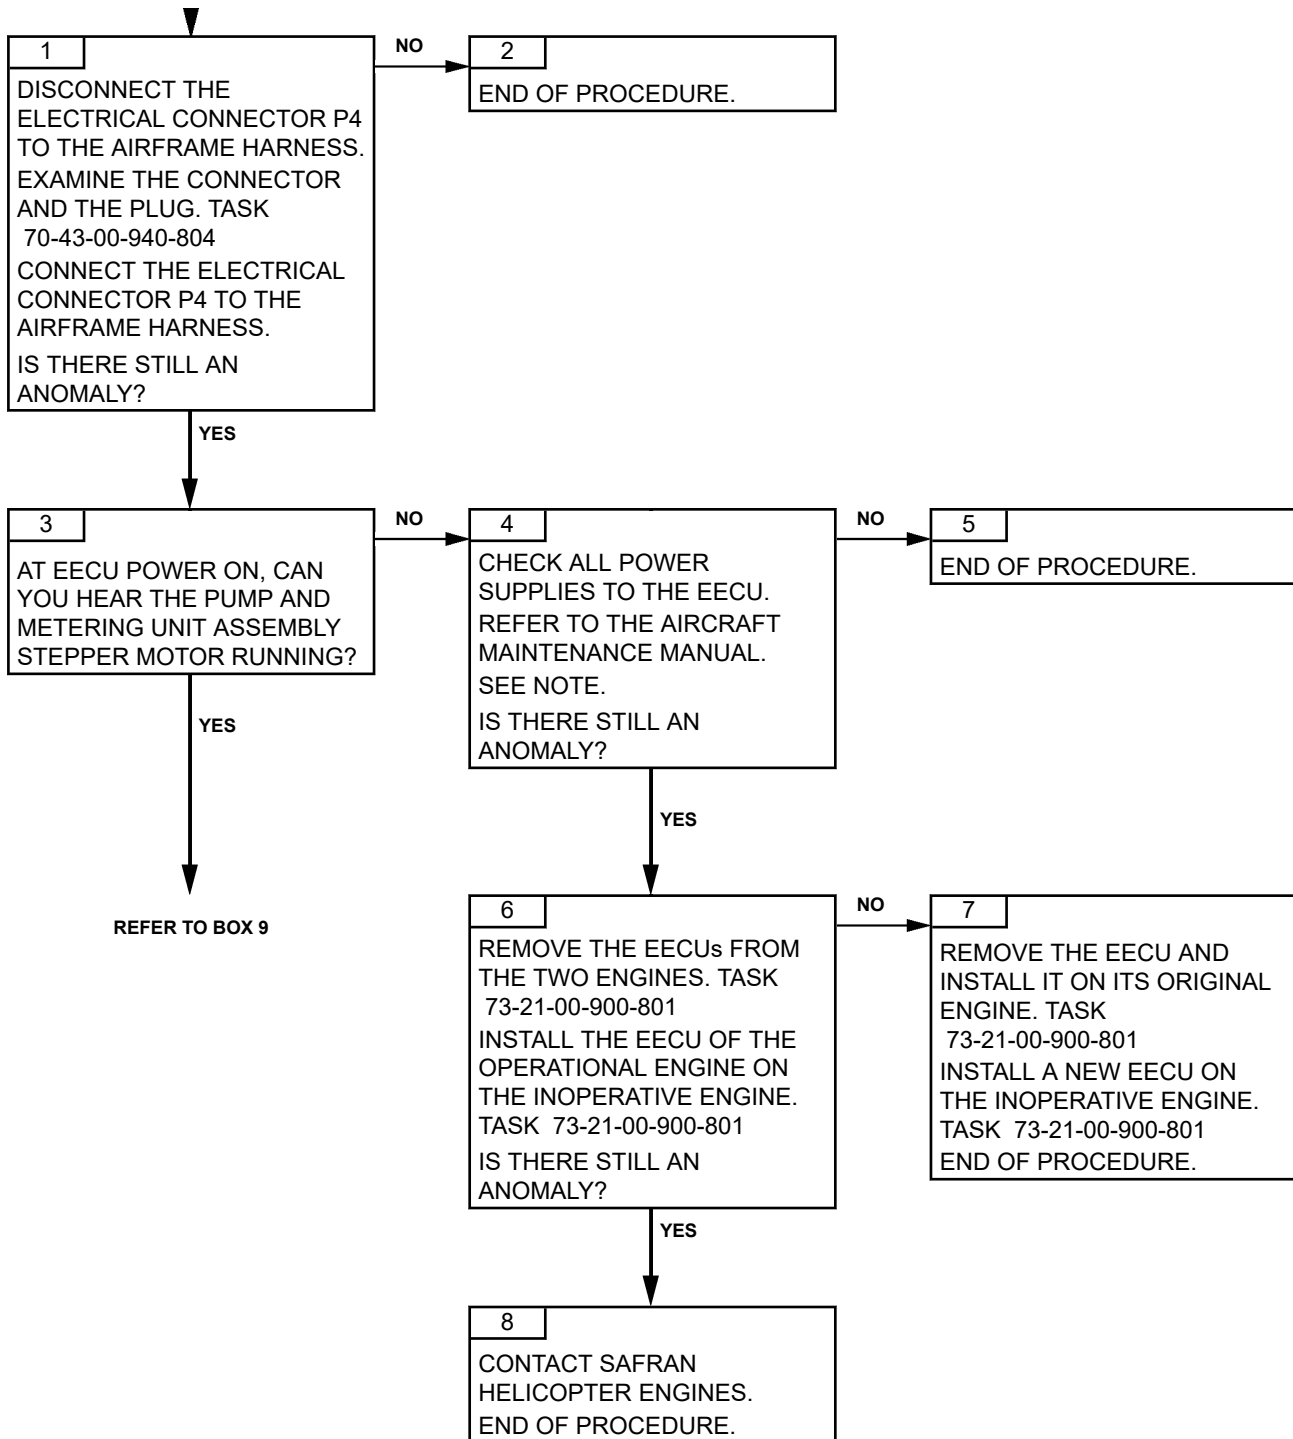 1
DISCONNECT THE
ELECTRICAL CONNECTOR P4
TO THE AIRFRAME HARNESS.
EXAMINE THE CONNECTOR
AND THE PLUG. TASK
70-43-00-940-804
CONNECT THE ELECTRICAL
CONNECTOR P4 TO THE
AIRFRAME HARNESS.
IS THERE STILL AN
ANOMALY?
NO
2
END OF PROCEDURE.
YES
3
AT EECU POWER ON, CAN
YOU HEAR THE PUMP AND
METERING UNIT ASSEMBLY
STEPPER MOTOR RUNNING?
NO
4
CHECK ALL POWER
SUPPLIES TO THE EECU.
REFER TO THE AIRCRAFT
MAINTENANCE MANUAL.
SEE NOTE.
IS THERE STILL AN
ANOMALY?
NO
5
END OF PROCEDURE.
YES
REFER TO BOX 9
YES
6
REMOVE THE EECUs FROM
THE TWO ENGINES. TASK
73-21-00-900-801
INSTALL THE EECU OF THE
OPERATIONAL ENGINE ON
THE INOPERATIVE ENGINE.
TASK 73-21-00-900-801
IS THERE STILL AN
ANOMALY?
NO
7
REMOVE THE EECU AND
INSTALL IT ON ITS ORIGINAL
ENGINE. TASK
73-21-00-900-801
INSTALL A NEW EECU ON
THE INOPERATIVE ENGINE.
TASK 73-21-00-900-801
END OF PROCEDURE.
YES
8
CONTACT SAFRAN
HELICOPTER ENGINES.
END OF PROCEDURE.